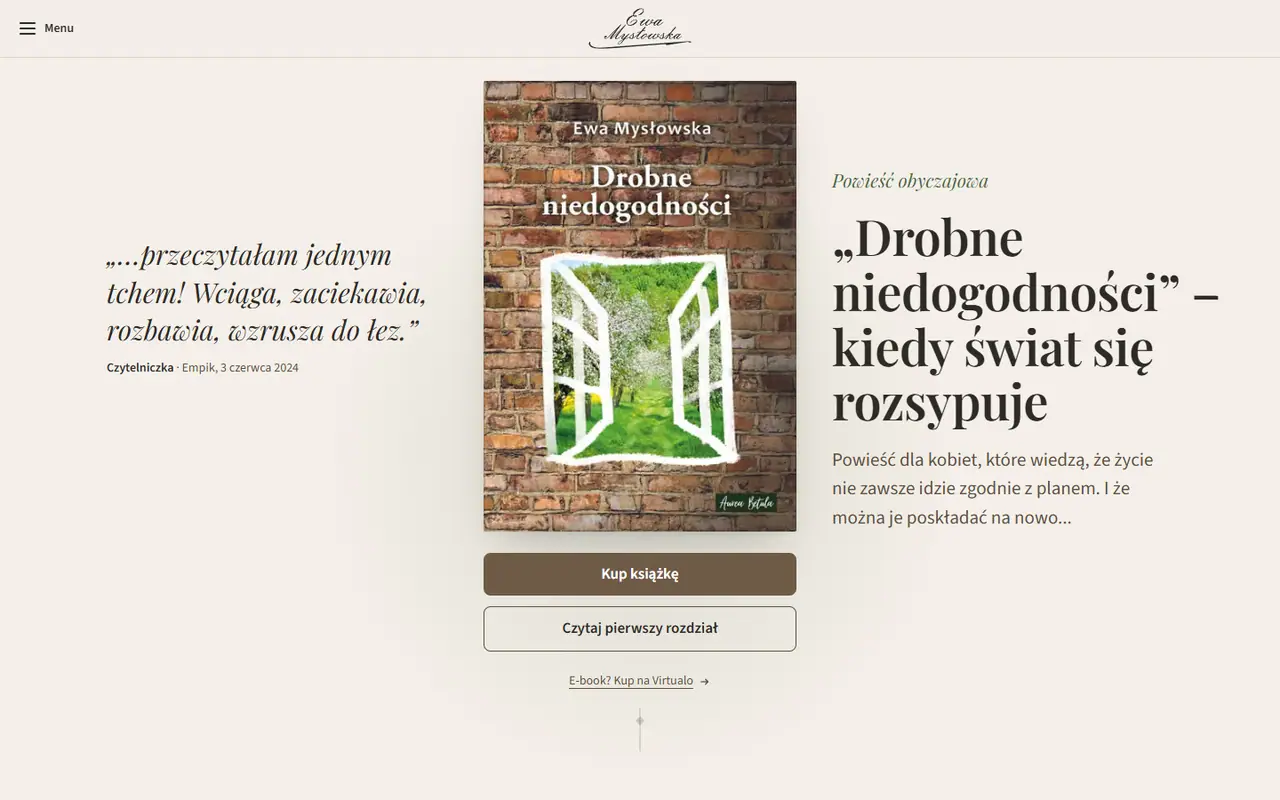 Menu
Ewa
Mysłowska
„…przeczytałam jednym
tchem! Wciąga, zaciekawia,
rozbawia, wzrusza do łez.”
Czytelniczka · Empik, 3 czerwca 2024
Ewa Mysłowska
Drobne
niedogodności
Aurea Betula
Kup książkę
Czytaj pierwszy rozdział
E-book? Kup na Virtualo →
Powieść obyczajowa
„Drobne
niedogodności” –
kiedy świat się
rozsypuje
Powieść dla kobiet, które wiedzą, że życie
nie zawsze idzie zgodnie z planem. I że
można je poskładać na nowo...